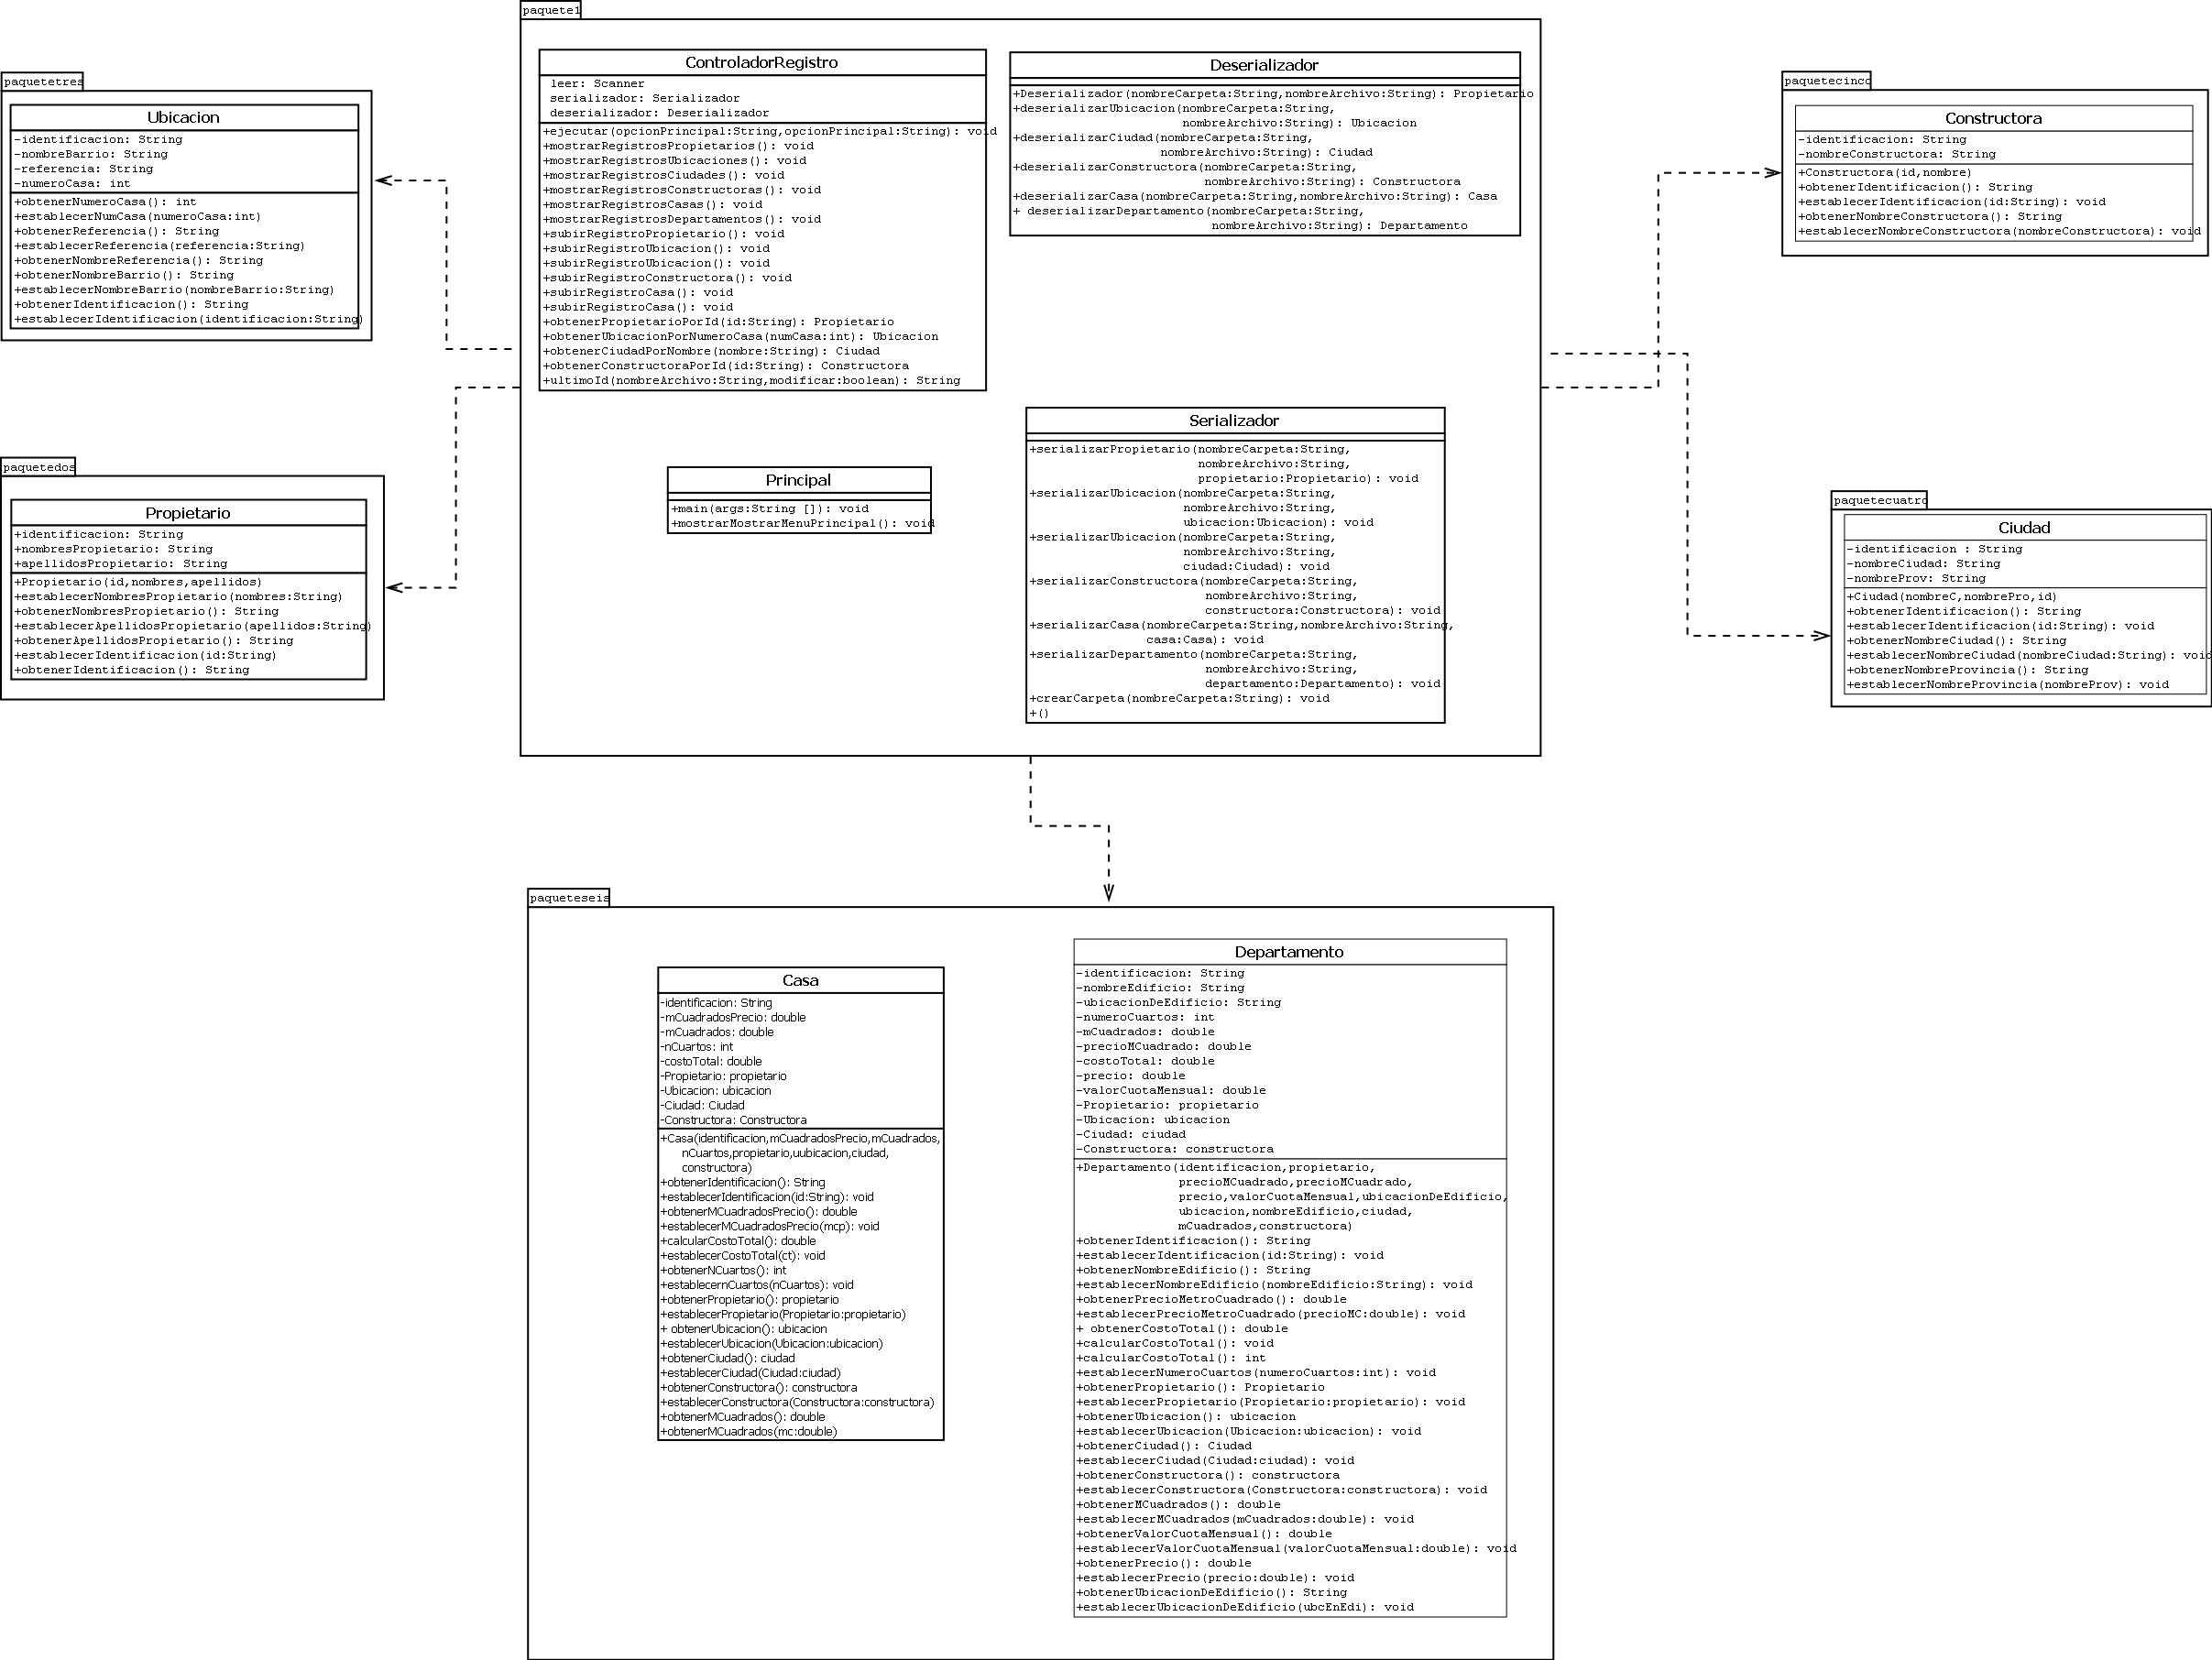 paquete1
ControladorRegistro
leer: Scanner
serializador: Serializador
deserializador: Deserializador
+ejecutar(opcionPrincipal:String,opcionPrincipal:String): void
+mostrarRegistrosPropietarios(): void
+mostrarRegistrosUbicaciones(): void
+mostrarRegistrosCiudades(): void
+mostrarRegistrosConstructoras(): void
+mostrarRegistrosCasas(): void
+mostrarRegistrosDepartamentos(): void
+subirRegistroPropietario(): void
+subirRegistroUbicacion(): void
+subirRegistroUbicacion(): void
+subirRegistroConstructora(): void
+subirRegistroCasa(): void
+subirRegistroCasa(): void
+obtenerPropietarioPorId(id:String): Propietario
+obtenerUbicacionPorNumeroCasa(numCasa:int): Ubicacion
+obtenerCiudadPorNombre(nombre:String): Ciudad
+obtenerConstructoraPorId(id:String): Constructora
+ultimoId(nombreArchivo:String,modificar:boolean): String
Deserializador
+Deserializador(nombreCarpeta:String,nombreArchivo:String): Propietario
+deserializarUbicacion(nombreCarpeta:String,
nombreArchivo:String): Ubicacion
+deserializarCiudad(nombreCarpeta:String,
nombreArchivo:String): Ciudad
+deserializarConstructora(nombreCarpeta:String,
nombreArchivo:String): Constructora
+deserializarCasa(nombreCarpeta:String,nombreArchivo:String): Casa
+ deserializarDepartamento(nombreCarpeta:String,
nombreArchivo:String): Departamento
Principal
+main(args:String []): void
+mostrarMostrarMenuPrincipal(): void
Serializador
+serializarPropietario(nombreCarpeta:String,
nombreArchivo:String,
propietario:Propietario): void
+serializarUbicacion(nombreCarpeta:String,
nombreArchivo:String,
ubicacion:Ubicacion): void
+serializarUbicacion(nombreCarpeta:String,
nombreArchivo:String,
ciudad:Ciudad): void
+serializarConstructora(nombreCarpeta:String,
nombreArchivo:String,
constructora:Constructora): void
+serializarCasa(nombreCarpeta:String,nombreArchivo:String,
casa:Casa): void
+serializarDepartamento(nombreCarpeta:String,
nombreArchivo:String,
departamento:Departamento): void
+crearCarpeta(nombreCarpeta:String): void
+()
paquetetres
Ubicacion
-identificacion: String
-nombreBarrio: String
-referencia: String
-numeroCasa: int
+obtenerNumeroCasa(): int
+establecerNumCasa(numeroCasa:int)
+obtenerReferencia(): String
+establecerReferencia(referencia:String)
+obtenerNombreReferencia(): String
+obtenerNombreBarrio(): String
+establecerNombreBarrio(nombreBarrio:String)
+obtenerIdentificacion(): String
+establecerIdentificacion(identificacion:String)
paquetedos
Propietario
+identificacion: String
+nombresPropietario: String
+apellidosPropietario: String
+Propietario(id,nombres,apellidos)
+establecerNombresPropietario(nombres:String)
+obtenerNombresPropietario(): String
+establecerApellidosPropietario(apellidos:String)
+obtenerApellidosPropietario(): String
+establecerIdentificacion(id:String)
+obtenerIdentificacion(): String
paquetecinco
Constructora
-identificacion: String
-nombreConstructora: String
+Constructora(id,nombre)
+obtenerIdentificacion(): String
+establecerIdentificacion(id:String): void
+obtenerNombreConstructora(): String
+establecerNombreConstructora(nombreConstructora): void
paquetecuatro
Ciudad
-identificacion : String
-nombreCiudad: String
-nombreProv: String
+Ciudad(nombreC,nombrePro,id)
+obtenerIdentificacion(): String
+establecerIdentificacion(id:String): void
+obtenerNombreCiudad(): String
+establecerNombreCiudad(nombreCiudad:String): void
+obtenerNombreProvincia(): String
+establecerNombreProvincia(nombreProv): void
paqueteseis
Casa
-identificacion: String
-mCuadradosPrecio: double
-mCuadrados: double
-nCuartos: int
-costoTotal: double
-Propietario: propietario
-Ubicacion: ubicacion
-Ciudad: Ciudad
-Constructora: Constructora
+Casa(identificacion,mCuadradosPrecio,mCuadrados,
nCuartos,propietario,uubicacion,ciudad,
constructora)
+obtenerIdentificacion(): String
+establecerIdentificacion(id:String): void
+obtenerMCuadradosPrecio(): double
+establecerMCuadradosPrecio(mcp): void
+calcularCostoTotal(): double
+establecerCostoTotal(ct): void
+obtenerNCuartos(): int
+establecernCuartos(nCuartos): void
+obtenerPropietario(): propietario
+establecerPropietario(Propietario:propietario)
+ obtenerUbicacion(): ubicacion
+establecerUbicacion(Ubicacion:ubicacion)
+obtenerCiudad(): ciudad
+establecerCiudad(Ciudad:ciudad)
+obtenerConstructora(): constructora
+establecerConstructora(Constructora:constructora)
+obtenerMCuadrados(): double
+obtenerMCuadrados(mc:double)
Departamento
-identificacion: String
-nombreEdificio: String
-ubicacionDeEdificio: String
-numeroCuartos: int
-mCuadrados: double
-precioMCuadrado: double
-costoTotal: double
-precio: double
-valorCuotaMensual: double
-Propietario: propietario
-Ubicacion: ubicacion
-Ciudad: ciudad
-Constructora: constructora
+Departamento(identificacion,propietario,
precioMCuadrado,precioMCuadrado,
precio,valorCuotaMensual,ubicacionDeEdificio,
ubicacion,nombreEdificio,ciudad,
mCuadrados,constructora)
+obtenerIdentificacion(): String
+establecerIdentificacion(id:String): void
+obtenerNombreEdificio(): String
+establecerNombreEdificio(nombreEdificio:String): void
+obtenerPrecioMetroCuadrado(): double
+establecerPrecioMetroCuadrado(precioMC:double): void
+ obtenerCostoTotal(): double
+calcularCostoTotal(): void
+calcularCostoTotal(): int
+establecerNumeroCuartos(numeroCuartos:int): void
+obtenerPropietario(): Propietario
+establecerPropietario(Propietario:propietario): void
+obtenerUbicacion(): ubicacion
+establecerUbicacion(Ubicacion:ubicacion): void
+obtenerCiudad(): Ciudad
+establecerCiudad(Ciudad:ciudad): void
+obtenerConstructora(): constructora
+establecerConstructora(Constructora:constructora): void
+obtenerMCuadrados(): double
+establecerMCuadrados(mCuadrados:double): void
+obtenerValorCuotaMensual(): double
+establecerValorCuotaMensual(valorCuotaMensual:double): void
+obtenerPrecio(): double
+establecerPrecio(precio:double): void
+obtenerUbicacionDeEdificio(): String
+establecerUbicacionDeEdificio(ubcEnEdi): void